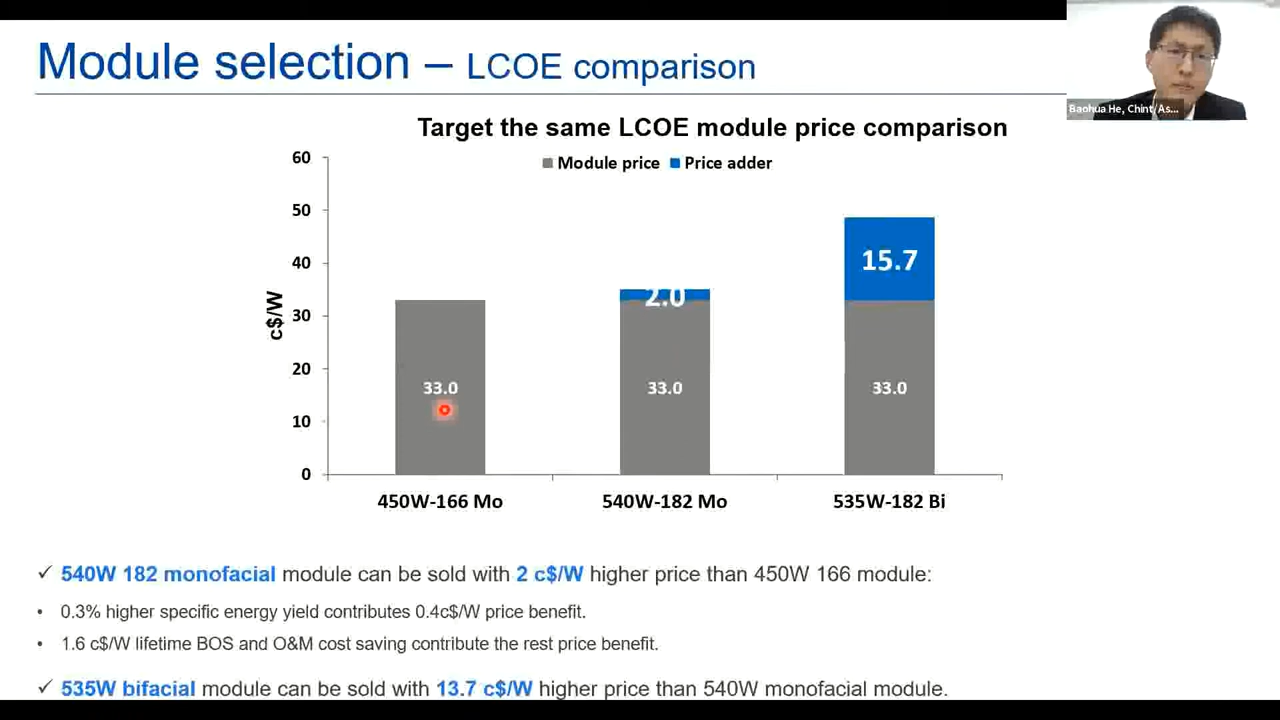 Module selection – LCOE comparison
Baohua He, Chint/As...
Target the same LCOE module price comparison
Module price Price adder
60
50
40
30
20
10
0
c$/W
33.0
2.0
33.0
15.7
33.0
450W-166 Mo 540W-182 Mo 535W-182 Bi
✓ 540W 182 monofacial module can be sold with 2 c$/W higher price than 450W 166 module:
• 0.3% higher specific energy yield contributes 0.4c$/W price benefit.
• 1.6 c$/W lifetime BOS and O&M cost saving contribute the rest price benefit.
✓ 535W bifacial module can be sold with 13.7 c$/W higher price than 540W monofacial module.